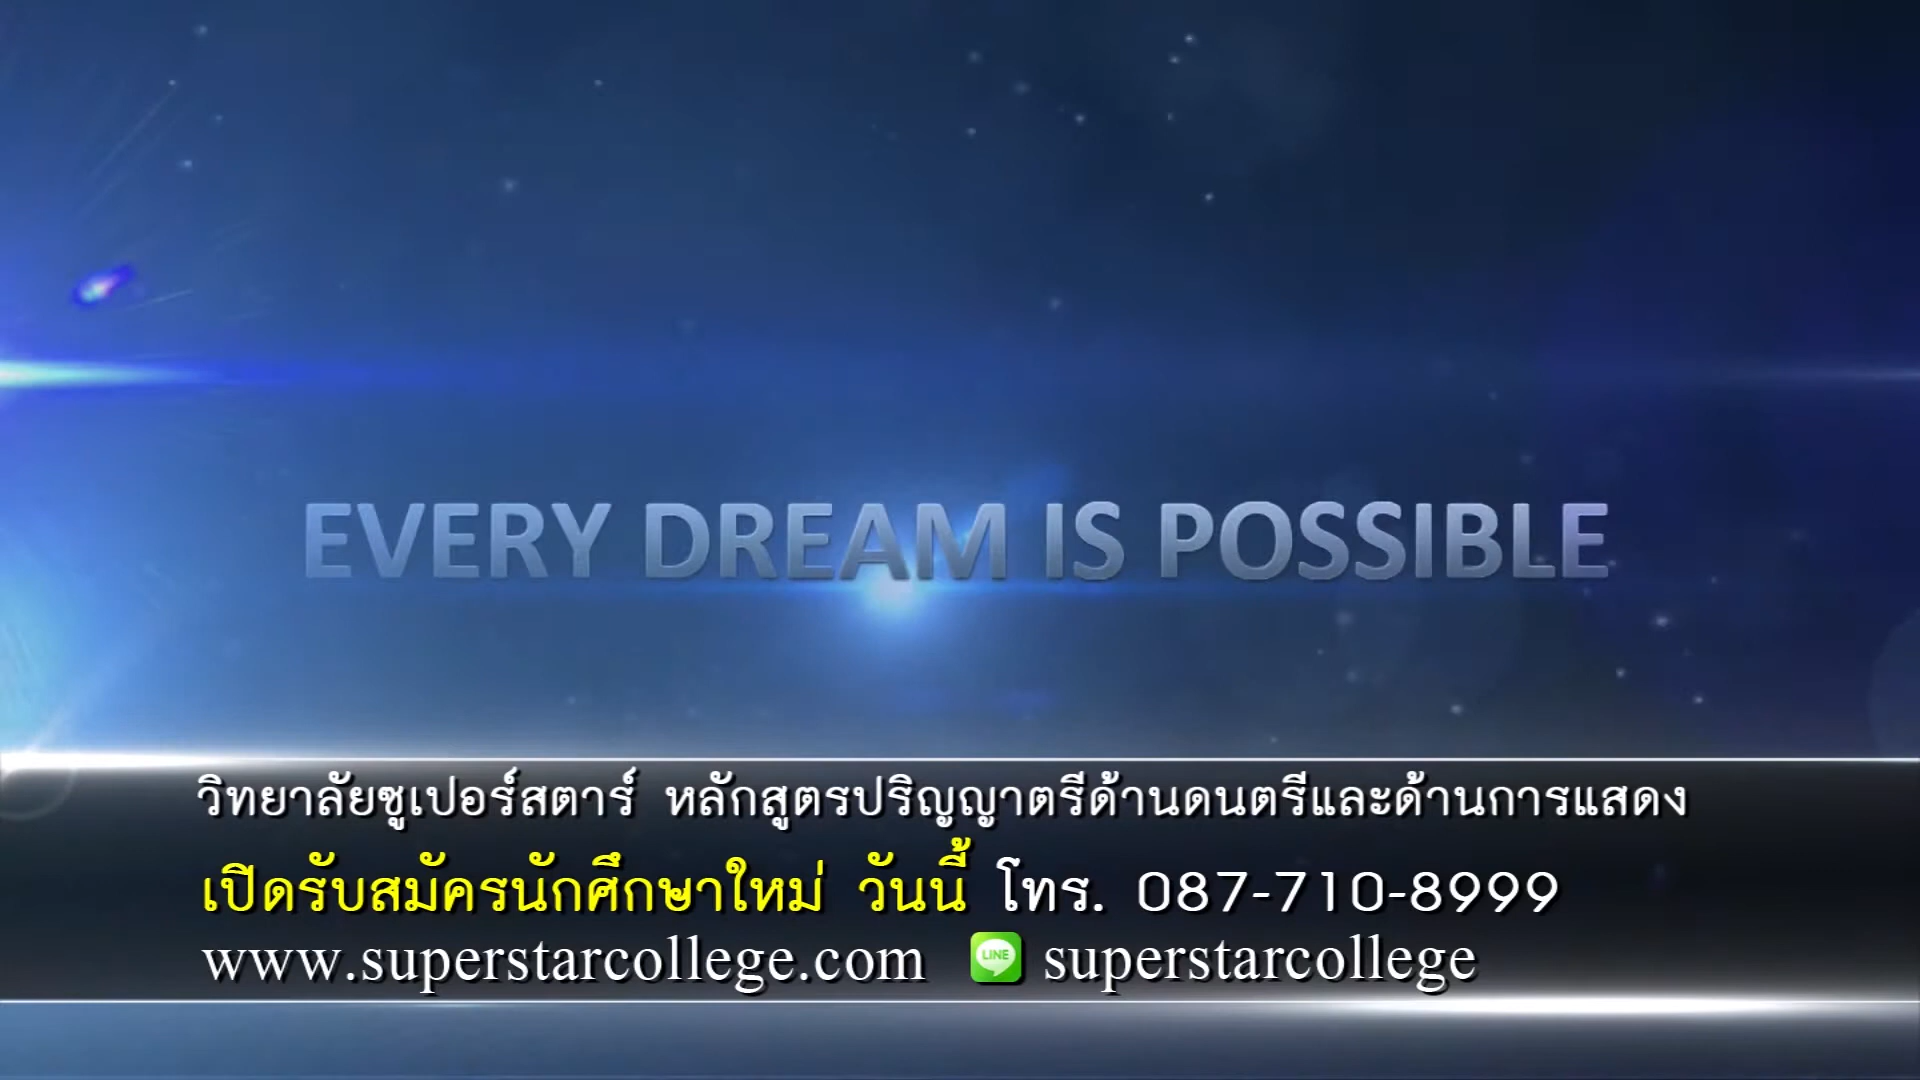 EVERY DREAM IS POSSIBLE
วิทยาลัยซูเปอร์สตาร์ หลักสูตรปริญญาตรีด้านดนตรีและด้านการแสดง
เปิดรับสมัครนักศึกษาใหม่ วันนี้ โทร. 087-710-8999
www.superstarcollege.com LINE superstarcollege